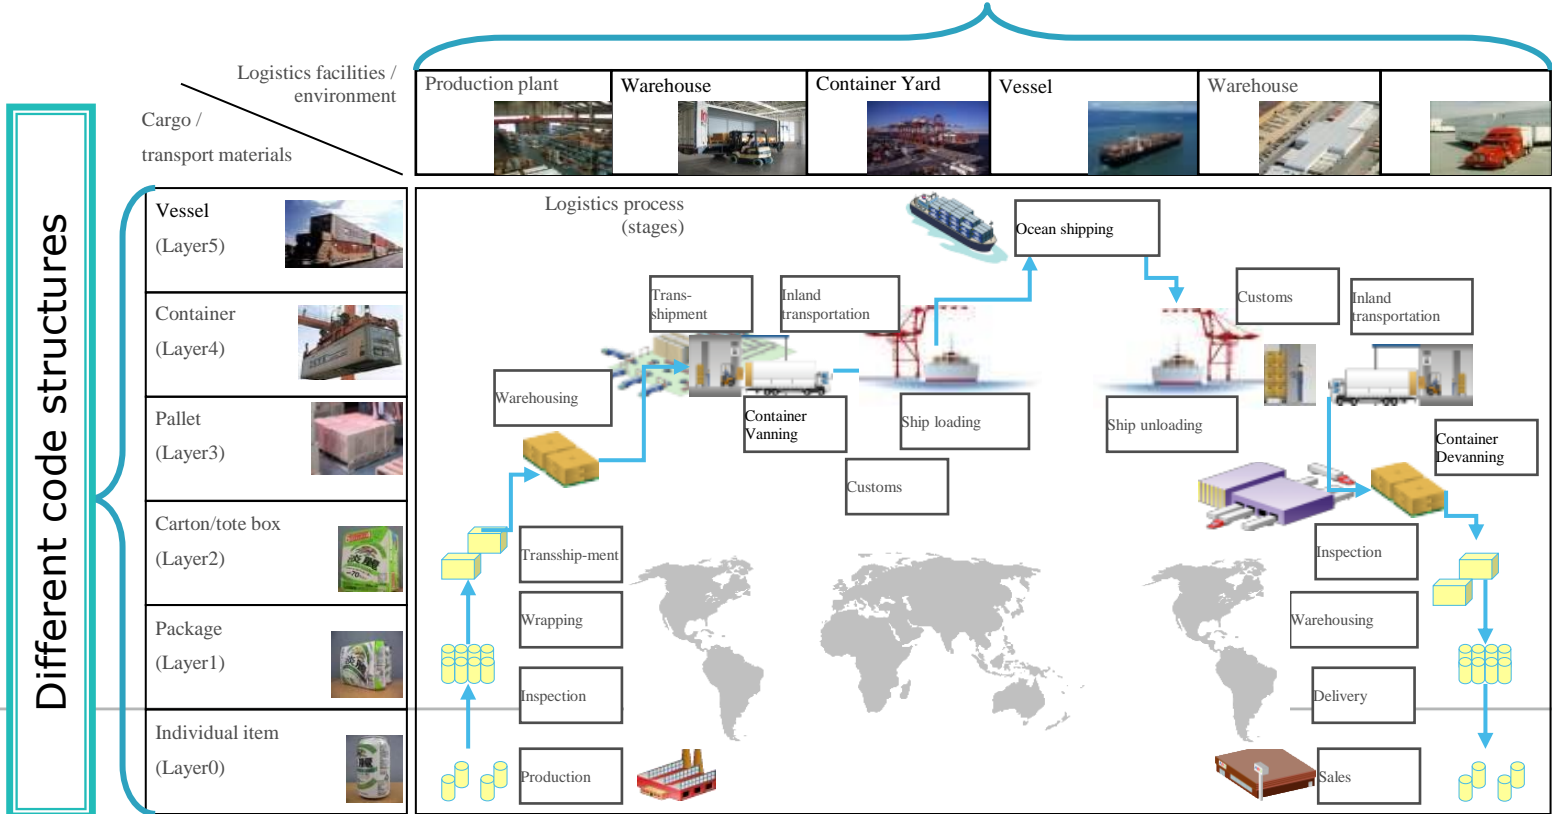 Logistics facilities /
environment
Cargo /
transport materials
Production plant
Warehouse
Container Yard
Vessel
Warehouse
Different code structures
Vessel
(Layer5)
Container
(Layer4)
Pallet
(Layer3)
Carton/tote box
(Layer2)
Package
(Layer1)
Individual item
(Layer0)
Logistics process
(stages)
Ocean shipping
Trans-
shipment
Inland
transportation
Customs
Inland
transportation
Warehousing
Container
Vanning
Ship loading
Ship unloading
Container
Devanning
Customs
Transship-ment
Inspection
Wrapping
Warehousing
Inspection
Delivery
Production
Sales